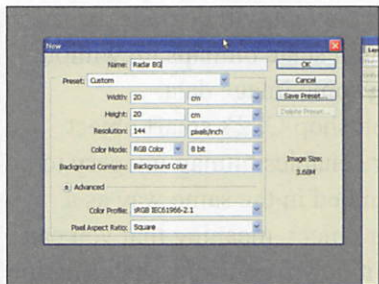 New
Name: Radar BG
OK
Preset: Custom
Cancel
Width: 20 cm
Save Preset...
Height: 20 cm
Delete Preset...
Resolution: 144 pixels/inch
Color Mode: RGB Color 8 bit
Image Size:
Background Contents: Background Color
3.68M
Advanced
Color Profile: sRGB IEC61966-2.1
Pixel Aspect Ratio: Square